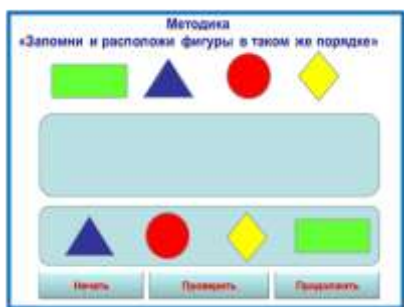 Методика
«Запомни и расположи фигуры в таком же порядке»
Начать
Проверить
Продолжить